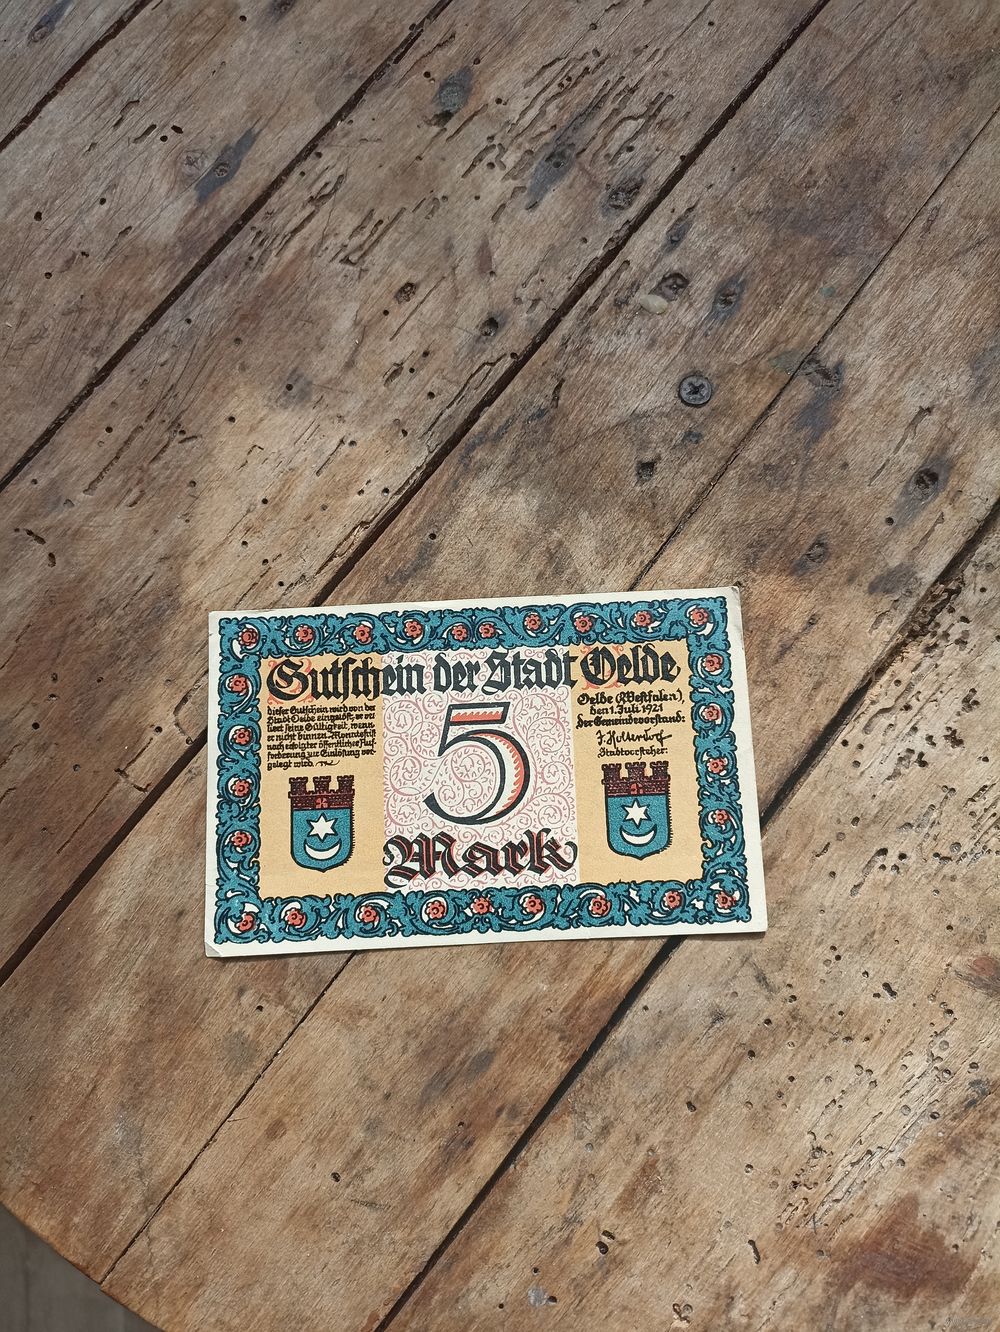 Gutschein der Stadt Oelde
dieser Gutschein wird von der
Stadt Oelde eingelöst, er ver
liert seine Gültigkeit, wenn
er nicht binnen Monatsfrist
nach erfolgter öffentlicher Auf
forderung zur Einlösung vor
gelegt wird.
Oelde (Westfalen),
den 1. Juli 1921
der Gemeindevorstand:
Stadtvorsteher:
5
Mark